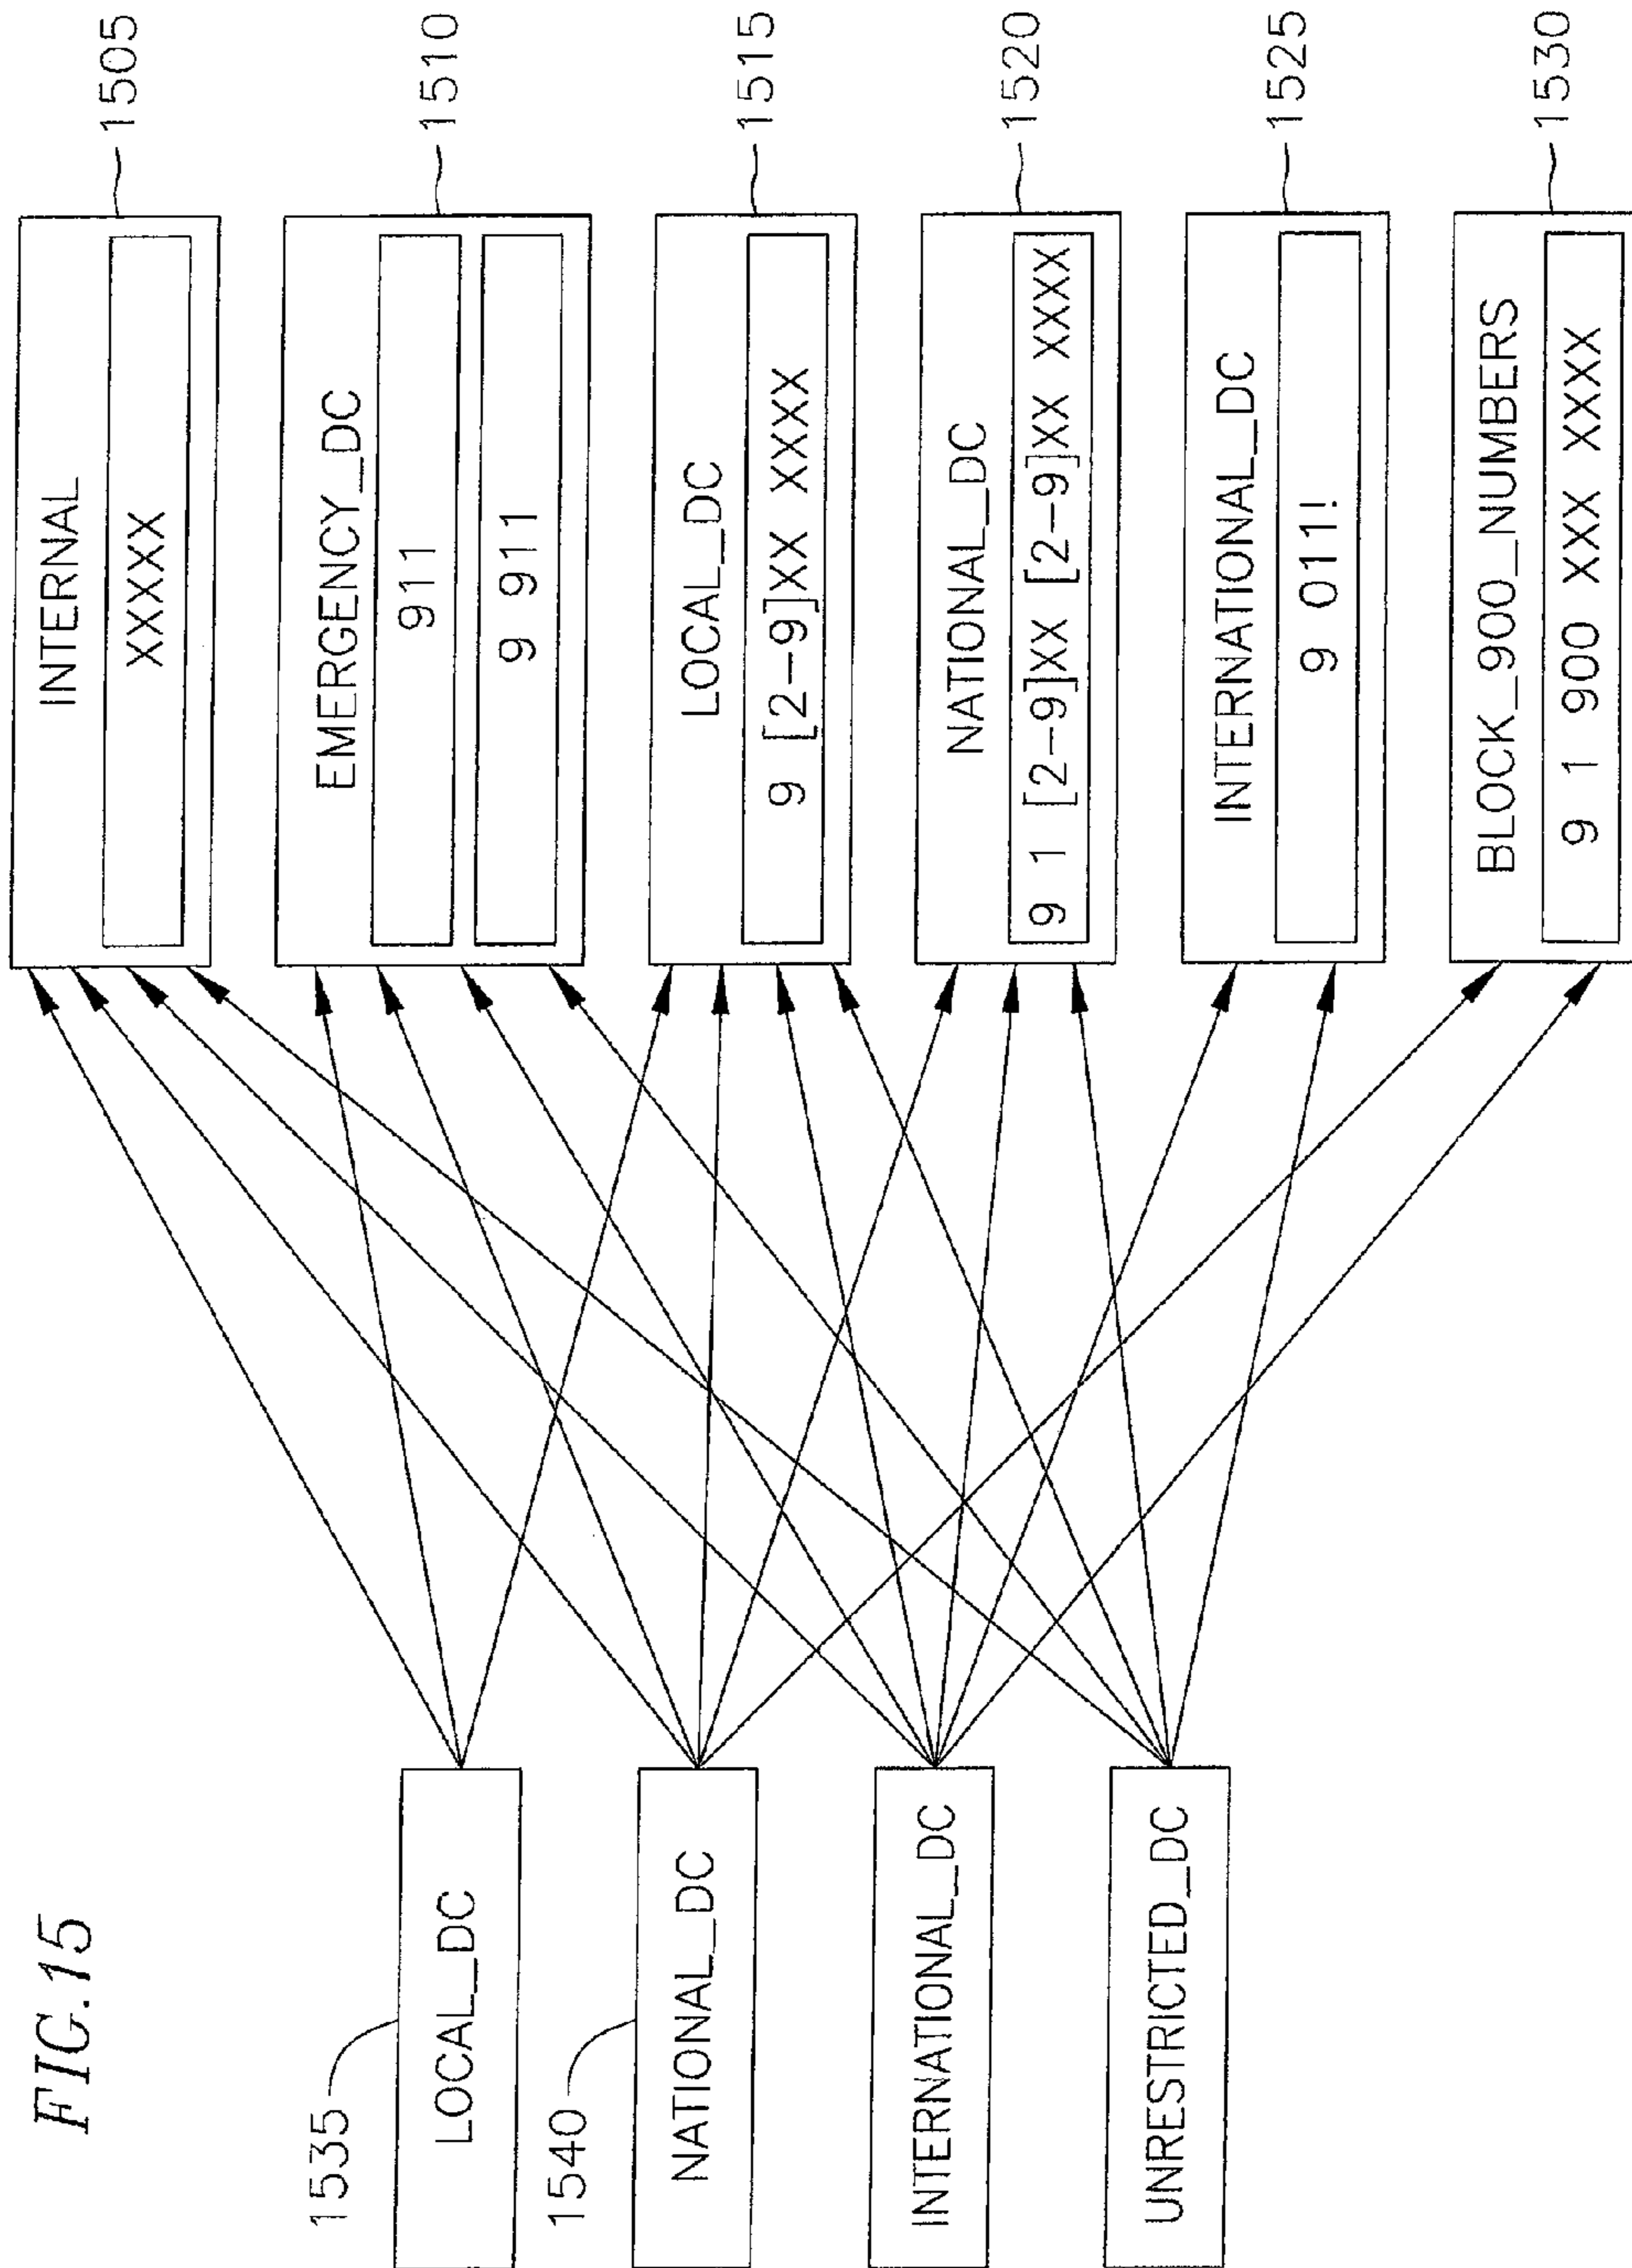 FIG. 15
1535
LOCAL_DC
1540
NATIONAL_DC
INTERNATIONAL_DC
UNRESTRICTED_DC
INTERNAL
XXXXX
1505
EMERGENCY_DC
911
9 911
1510
LOCAL_DC
9 [2-9]XX XXXX
1515
NATIONAL_DC
9 1 [2-9]XX [2-9]XX XXXX
1520
INTERNATIONAL_DC
9 011!
1525
BLOCK_900_NUMBERS
9 1 900 XXX XXXX
1530